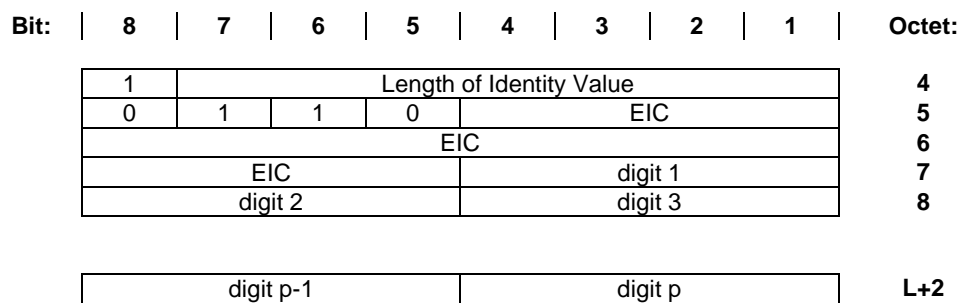 Bit: 8 7 6 5 4 3 2 1 Octet:
1 Length of Identity Value 4
0 1 1 0 EIC 5
EIC 6
EIC digit 1 7
digit 2 digit 3 8
digit p-1 digit p L+2